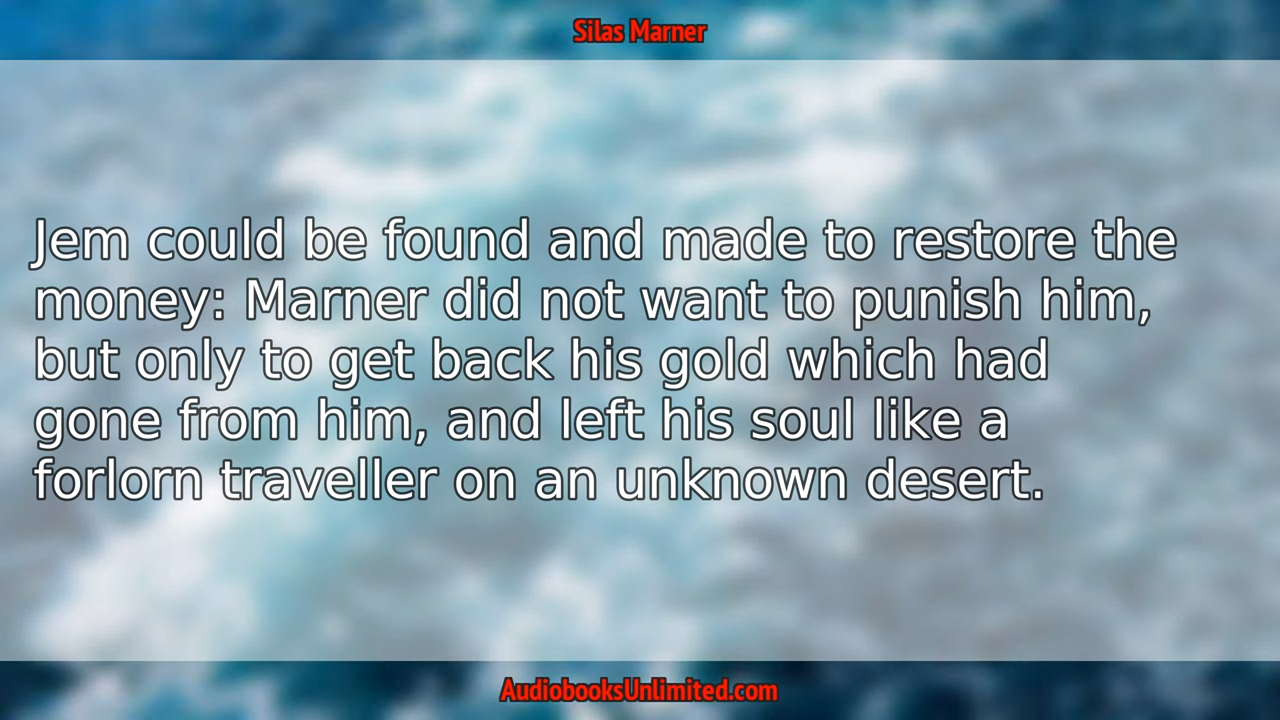 Silas Marner
Jem could be found and made to restore the
money: Marner did not want to punish him,
but only to get back his gold which had
gone from him, and left his soul like a
forlorn traveller on an unknown desert.
AudiobooksUnlimited.com